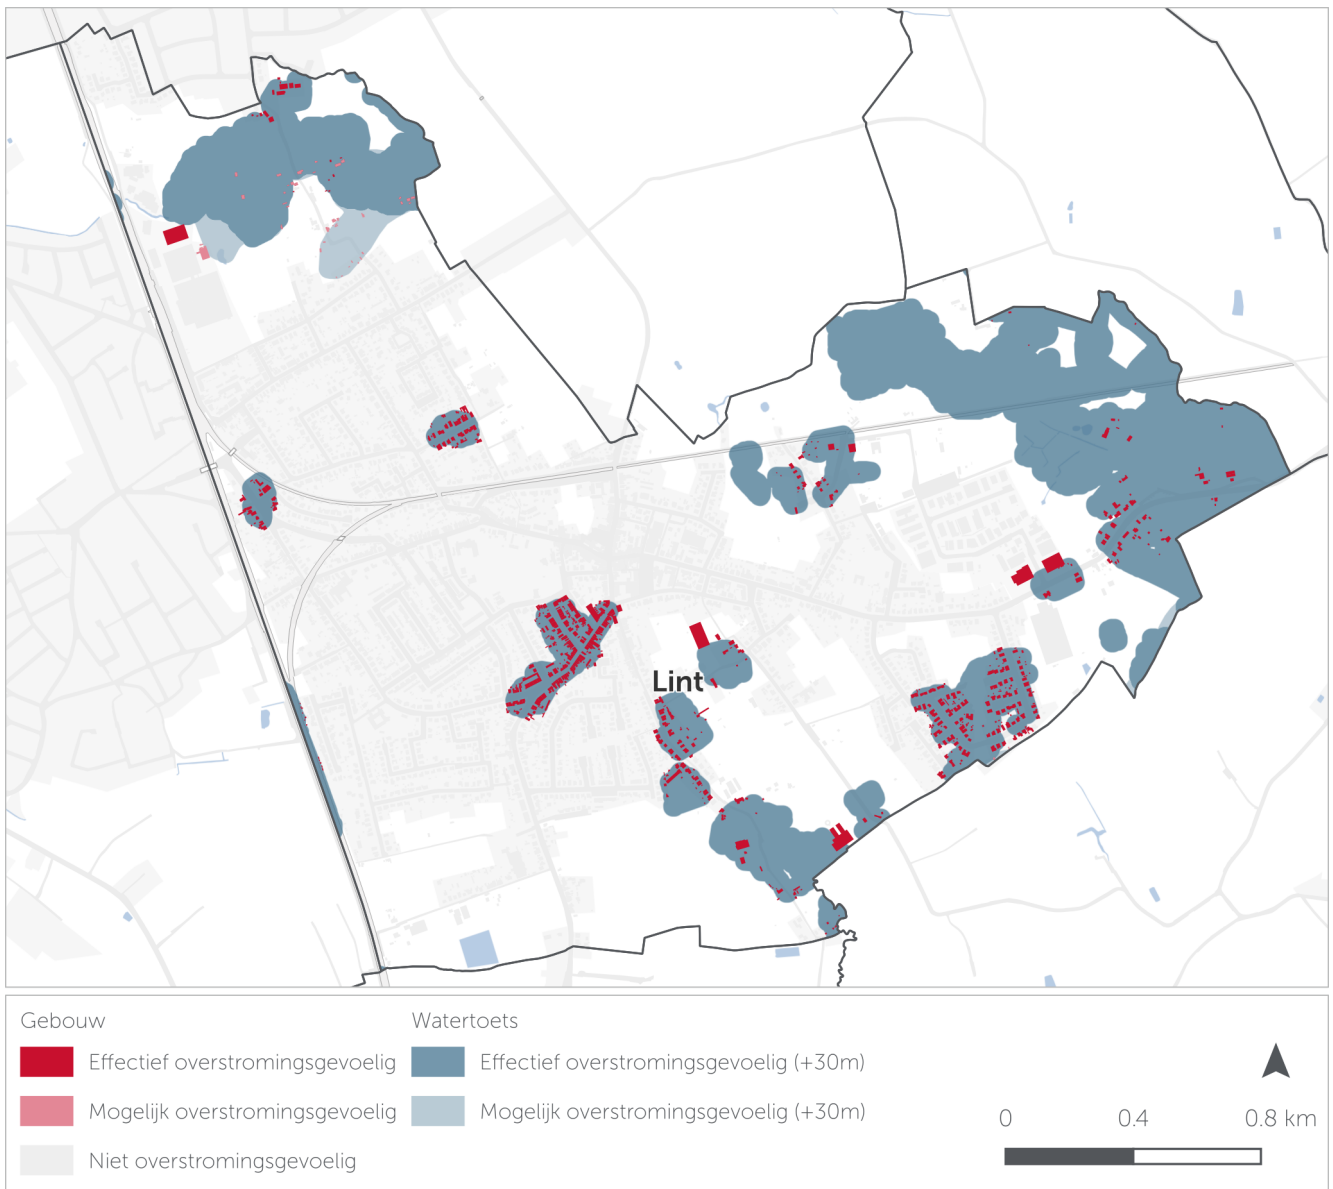 Lint
Gebouw
Effectief overstromingsgevoelig
Mogelijk overstromingsgevoelig
Niet overstromingsgevoelig
Watertoets
Effectief overstromingsgevoelig (+30m)
Mogelijk overstromingsgevoelig (+30m)
0 0.4 0.8 km